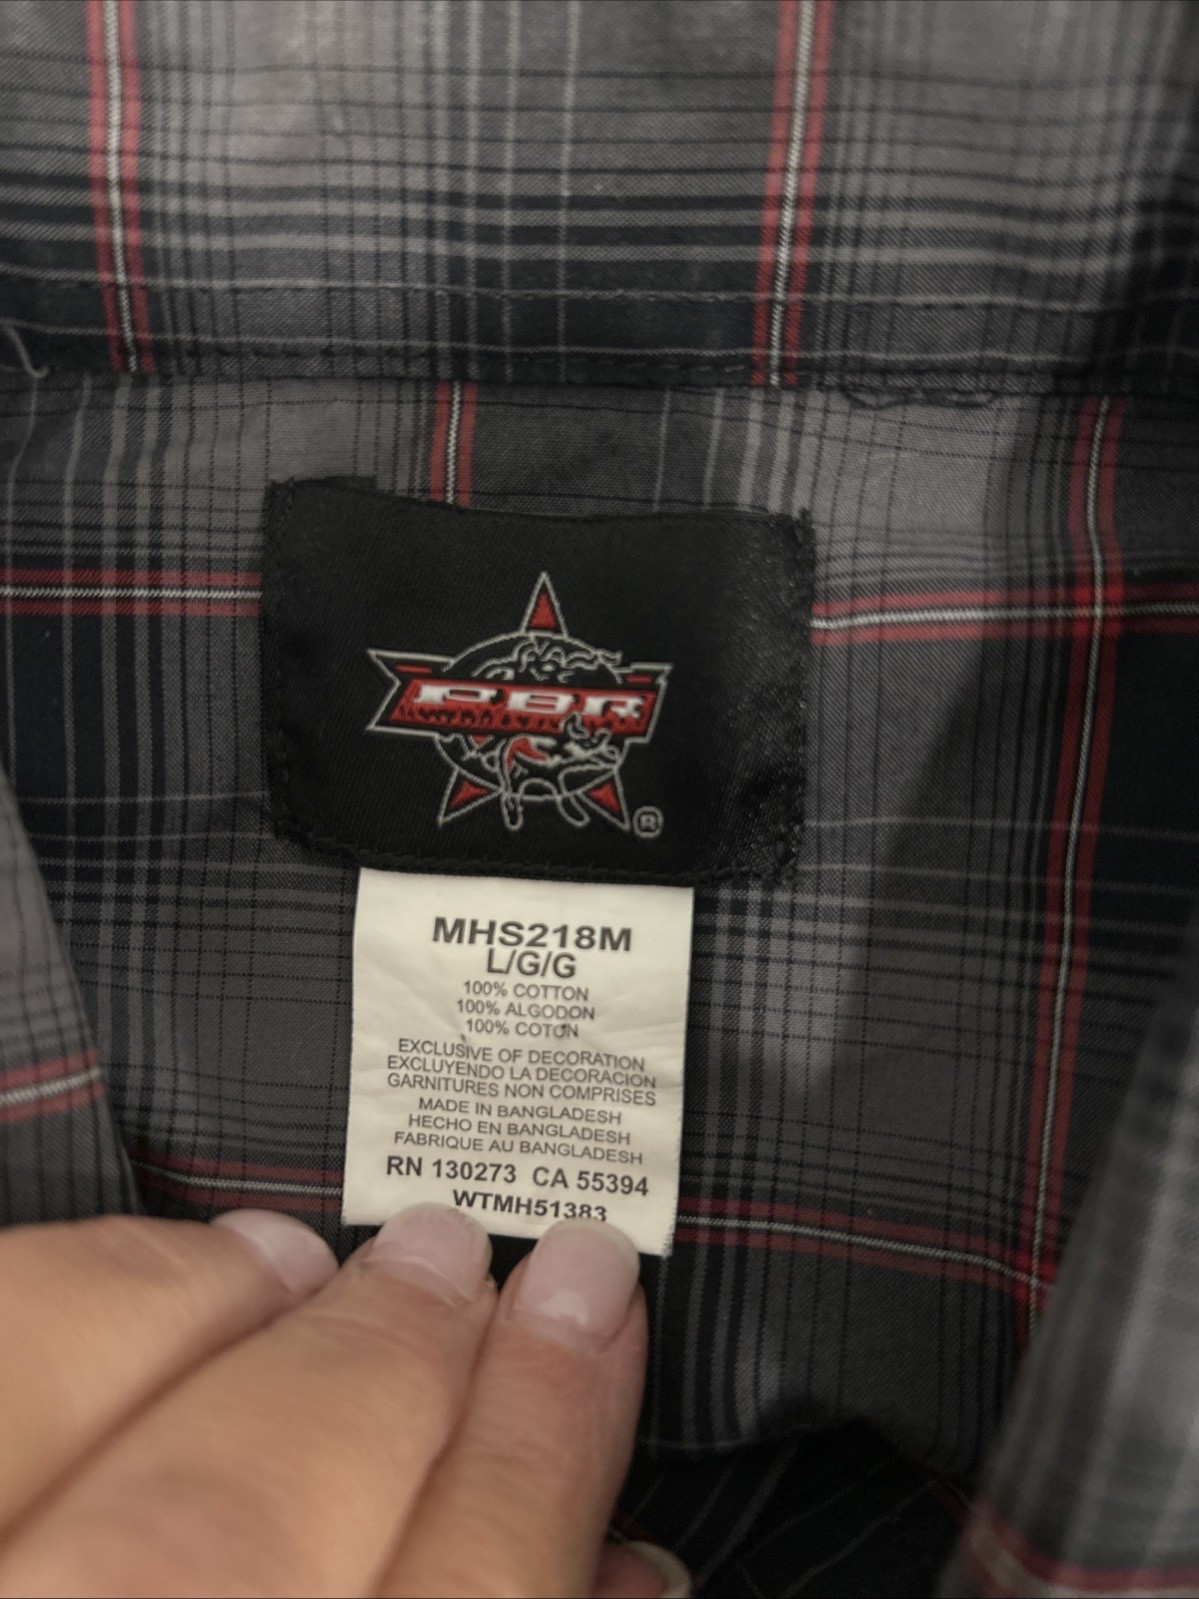 PBR
®
MHS218M
L/G/G
100% COTTON
100% ALGODON
100% COTON
EXCLUSIVE OF DECORATION
EXCLUYENDO LA DECORACION
GARNITURES NON COMPRISES
MADE IN BANGLADESH
HECHO EN BANGLADESH
FABRIQUE AU BANGLADESH
RN 130273 CA 55394
WTMH51383